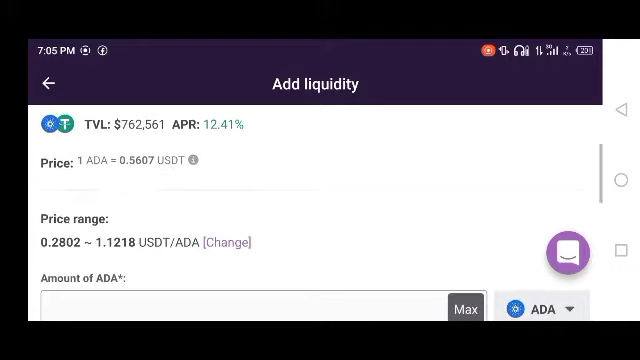 7:05 PM
Add liquidity
TVL: $762,561 APR: 12.41%
Price: 1 ADA = 0.5607 USDT
Price range:
0.2802 ~ 1.1218 USDT/ADA [Change]
Amount of ADA*:
Max
ADA